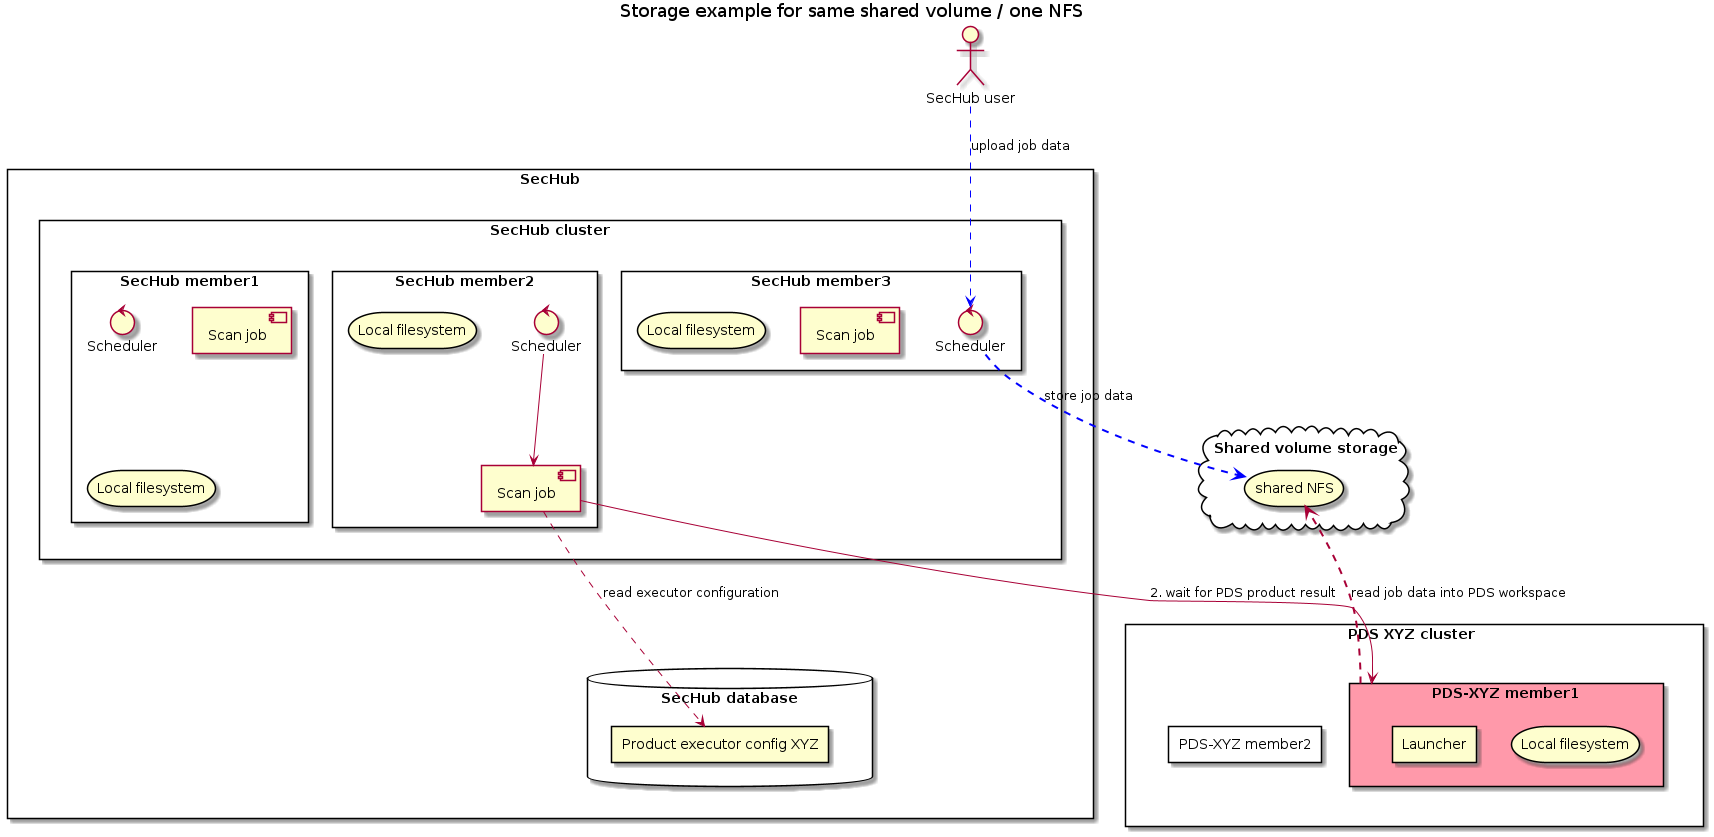 Storage example for same shared volume / one NFS
SecHub user
upload job data
SecHub
SecHub cluster
SecHub member1
Scheduler
Scan job
Local filesystem
SecHub member2
Local filesystem
Scheduler
Scan job
SecHub member3
Local filesystem
Scan job
Scheduler
store job data
Shared volume storage
shared NFS
read executor configuration
2. wait for PDS product result
read job data into PDS workspace
SecHub database
Product executor config XYZ
PDS XYZ cluster
PDS-XYZ member2
PDS-XYZ member1
Launcher
Local filesystem